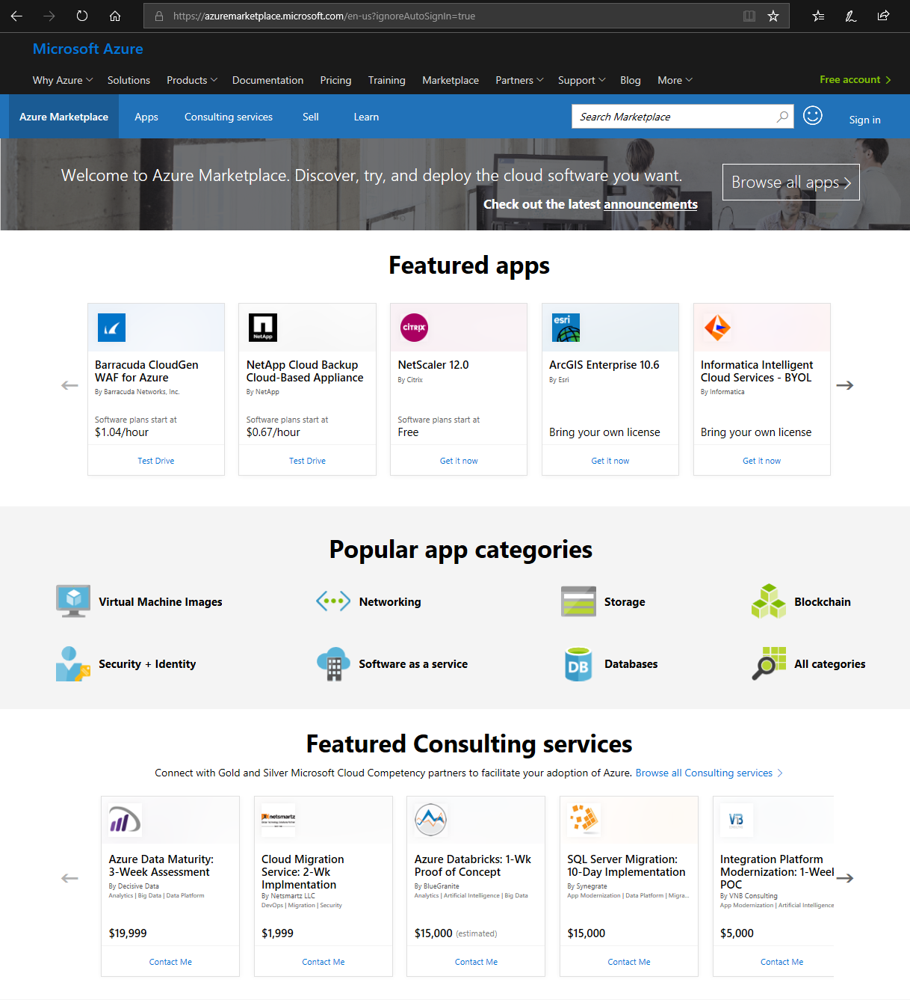 https://azuremarketplace.microsoft.com/en-us?ignoreAutoSignIn=true
Microsoft Azure
Why Azure Solutions Products Documentation Pricing Training Marketplace Partners Support Blog More Free account
Azure Marketplace Apps Consulting services Sell Learn Search Marketplace Sign in
Welcome to Azure Marketplace. Discover, try, and deploy the cloud software you want.
Browse all apps
Check out the latest announcements
Featured apps
NetApp
CITRIX
esri
Barracuda CloudGen
WAF for Azure
By Barracuda Networks, Inc.
Software plans start at
$1.04/hour
Test Drive
NetApp Cloud Backup
Cloud-Based Appliance
By NetApp
Software plans start at
$0.67/hour
Test Drive
NetScaler 12.0
By Citrix
Software plans start at
Free
Get it now
ArcGIS Enterprise 10.6
By Esri
Bring your own license
Get it now
Informatica Intelligent
Cloud Services - BYOL
By Informatica
Bring your own license
Get it now
Popular app categories
Virtual Machine Images Networking Storage Blockchain
Security + Identity Software as a service DB Databases All categories
Featured Consulting services
Connect with Gold and Silver Microsoft Cloud Competency partners to facilitate your adoption of Azure. Browse all Consulting services
Azure Data Maturity:
3-Week Assessment
By Decisive Data
Analytics | Big Data | Data Platform
$19,999
Contact Me
netsmartz
Cloud Migration
Service: 2-Wk
Implmentation
By Netsmartz LLC
DevOps | Migration | Security
$1,999
Contact Me
Azure Databricks: 1-Wk
Proof of Concept
By BlueGranite
Analytics | Artificial Intelligence | Big Data
$15,000 (estimated)
Contact Me
SQL Server Migration:
10-Day Implementation
By Synegrate
App Modernization | Data Platform | Migra...
$15,000
Contact Me
Integration Platform
Modernization: 1-Week
POC
By VNB Consulting
App Modernization | Artificial Intelligence
$5,000
Contact Me